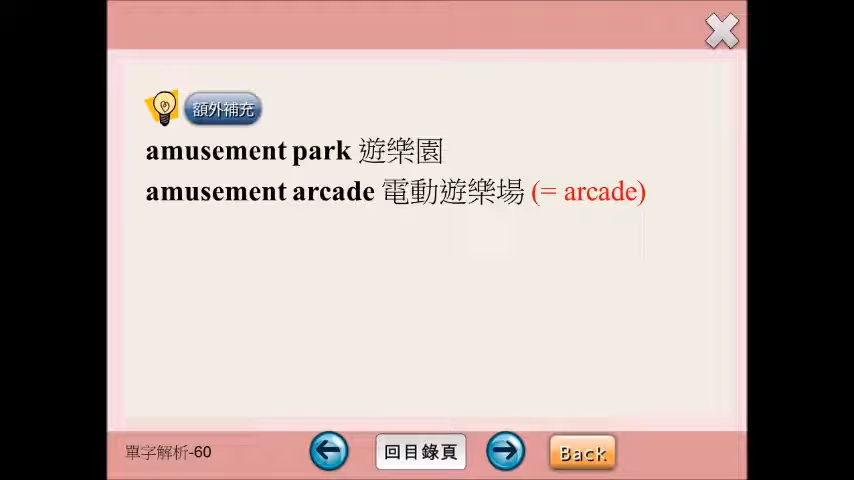 額外補充
amusement park 遊樂園
amusement arcade 電動遊樂場 (= arcade)
單字解析-60
回目錄頁
Back